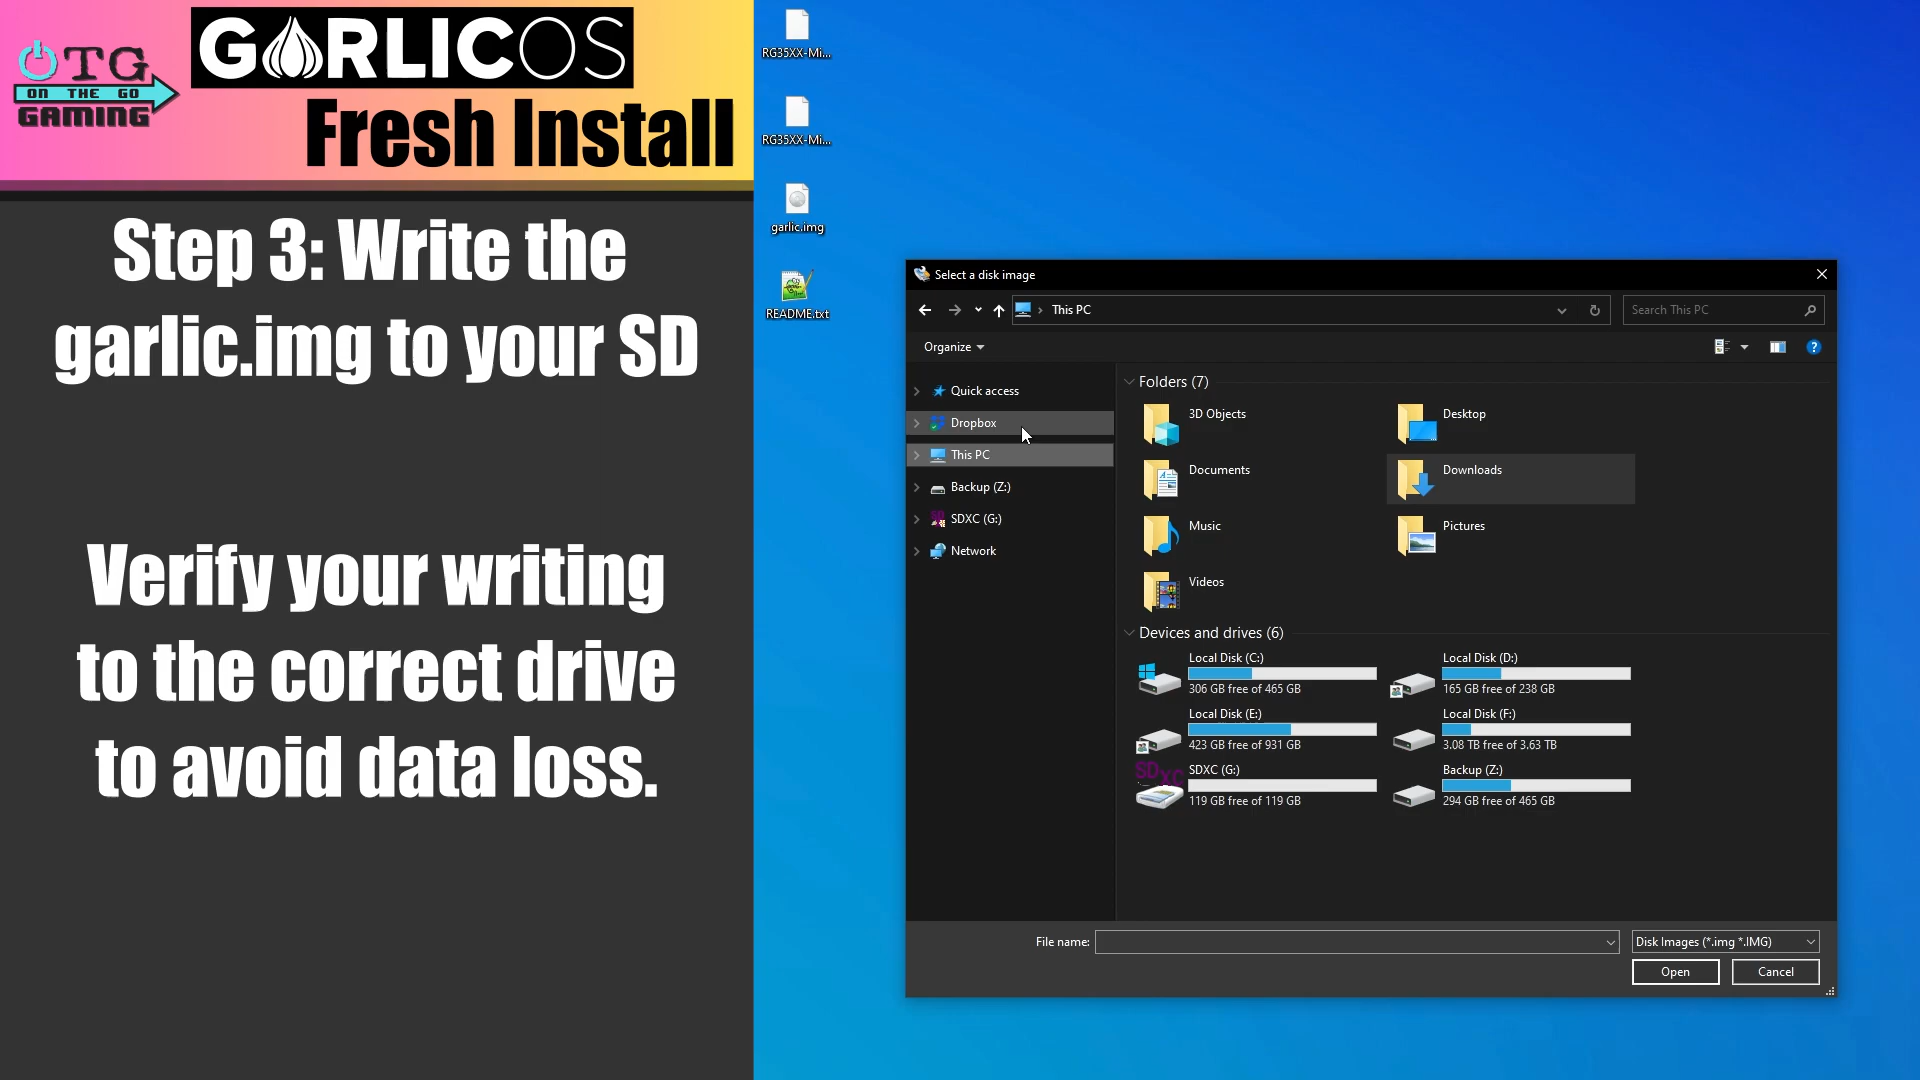 OTG
ON THE GO
GAMING
GARLICOS
Fresh Install
Step 3: Write the
garlic.img to your SD
Verify your writing
to the correct drive
to avoid data loss.
RG35XX-Mi...
RG35XX-Mi...
garlic.img
README.txt
Select a disk image
This PC
Search This PC
Organize
Quick access
Dropbox
This PC
Backup (Z:)
SDXC (G:)
Network
Folders (7)
3D Objects
Desktop
Documents
Downloads
Music
Pictures
Videos
Devices and drives (6)
Local Disk (C:)
306 GB free of 465 GB
Local Disk (D:)
165 GB free of 238 GB
Local Disk (E:)
423 GB free of 931 GB
Local Disk (F:)
3.08 TB free of 3.63 TB
SDXC
SDXC (G:)
119 GB free of 119 GB
Backup (Z:)
294 GB free of 465 GB
File name:
Disk Images (*.img *.IMG)
Open
Cancel